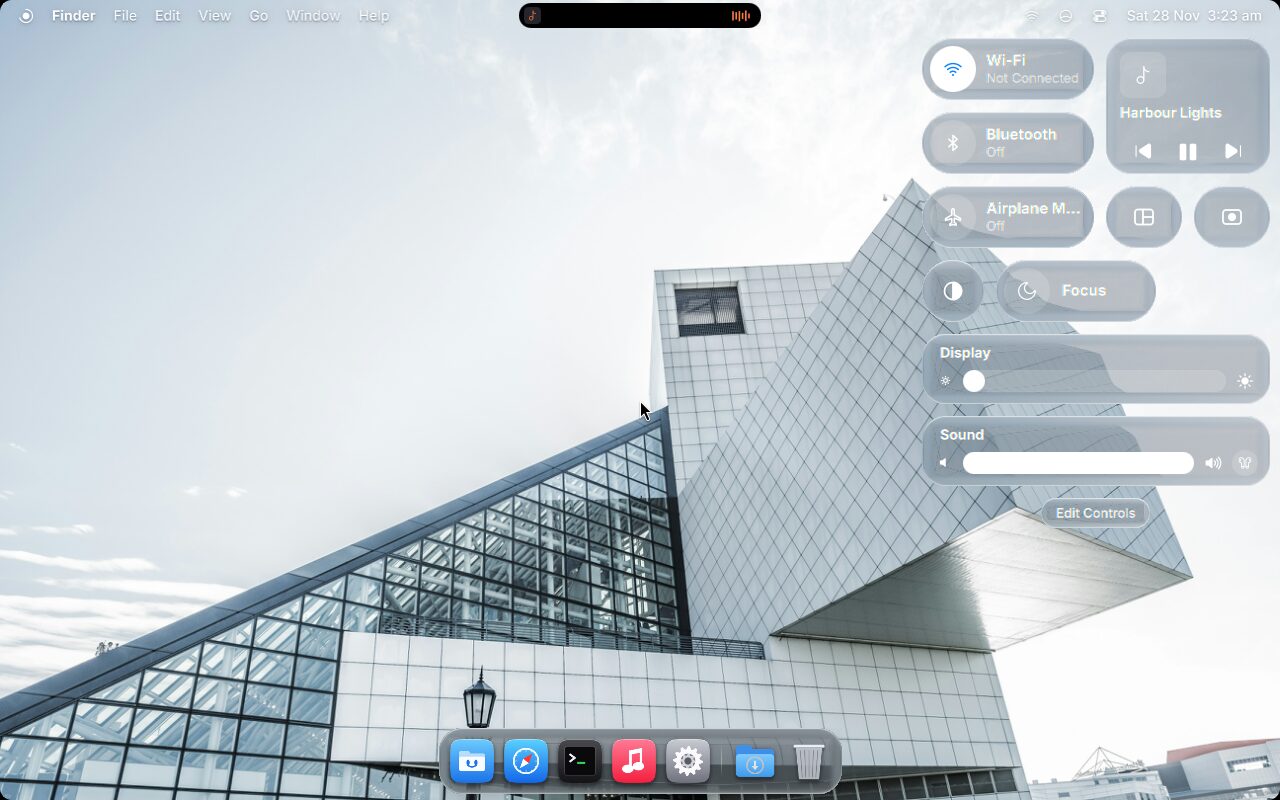 Finder File Edit View Go Window Help
Sat 28 Nov 3:23 am
Wi-Fi
Not Connected
Harbour Lights
Bluetooth
Off
Airplane M...
Off
Focus
Display
Sound
Edit Controls